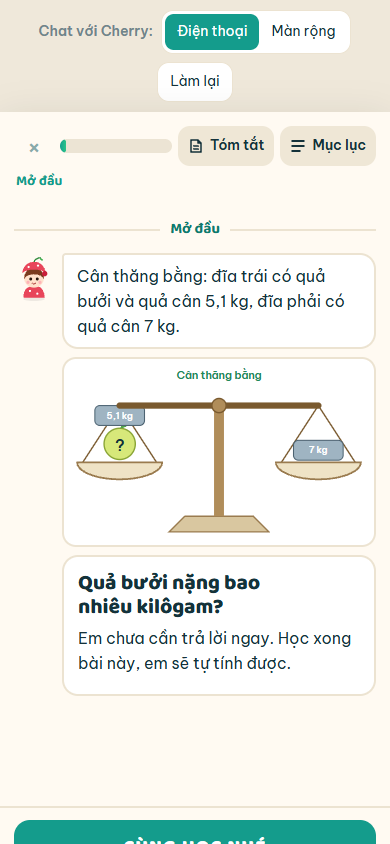 Chat với Cherry:
Điện thoại
Màn rộng
Làm lại
×
Tóm tắt
Mục lục
Mở đầu
Mở đầu
Cân thăng bằng: đĩa trái có quả
bưởi và quả cân 5,1 kg, đĩa phải có
quả cân 7 kg.
Cân thăng bằng
5,1 kg
?
7 kg
Quả bưởi nặng bao
nhiêu kilôgam?
Em chưa cần trả lời ngay. Học xong
bài này, em sẽ tự tính được.
CÙNG HỌC NHÉ